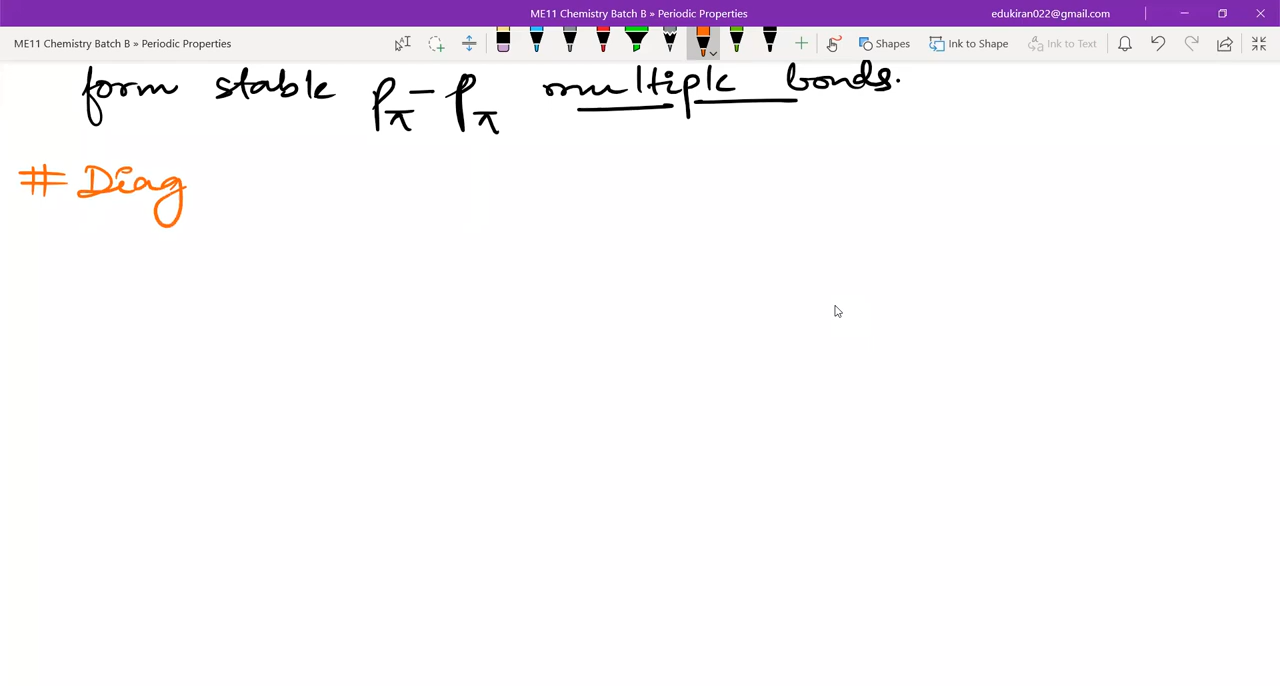 ME11 Chemistry Batch B » Periodic Properties
edukiran022@gmail.com
ME11 Chemistry Batch B » Periodic Properties
Shapes
Ink to Shape
Ink to Text
form stable pπ - pπ multiple bonds.
# Diag